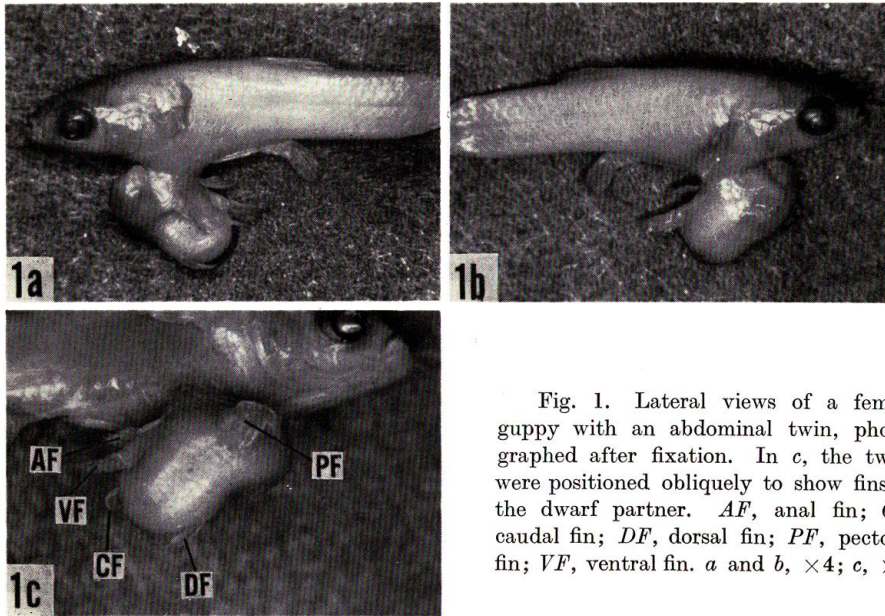 1a
1b
AF
VF
CF
DF
PF
1c
Fig. 1. Lateral views of a fem
guppy with an abdominal twin, pho
graphed after fixation. In c, the tw
were positioned obliquely to show fins
the dwarf partner. AF, anal fin;
caudal fin; DF, dorsal fin; PF, pecto
fin; VF, ventral fin. a and b, ×4; c,